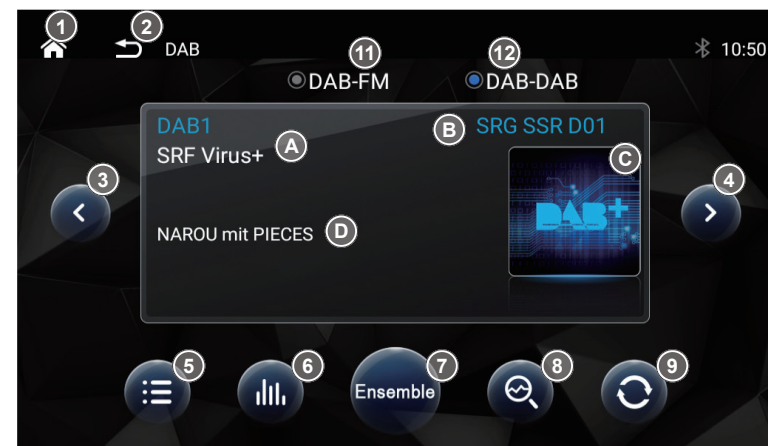 1 2
DAB
10:50
11 12
DAB-FM
DAB-DAB
DAB1
A
B
SRG SSR D01
SRF Virus+
C
DAB+
3
4
NAROU mit PIECES
D
5 6 7 8 9
Ensemble